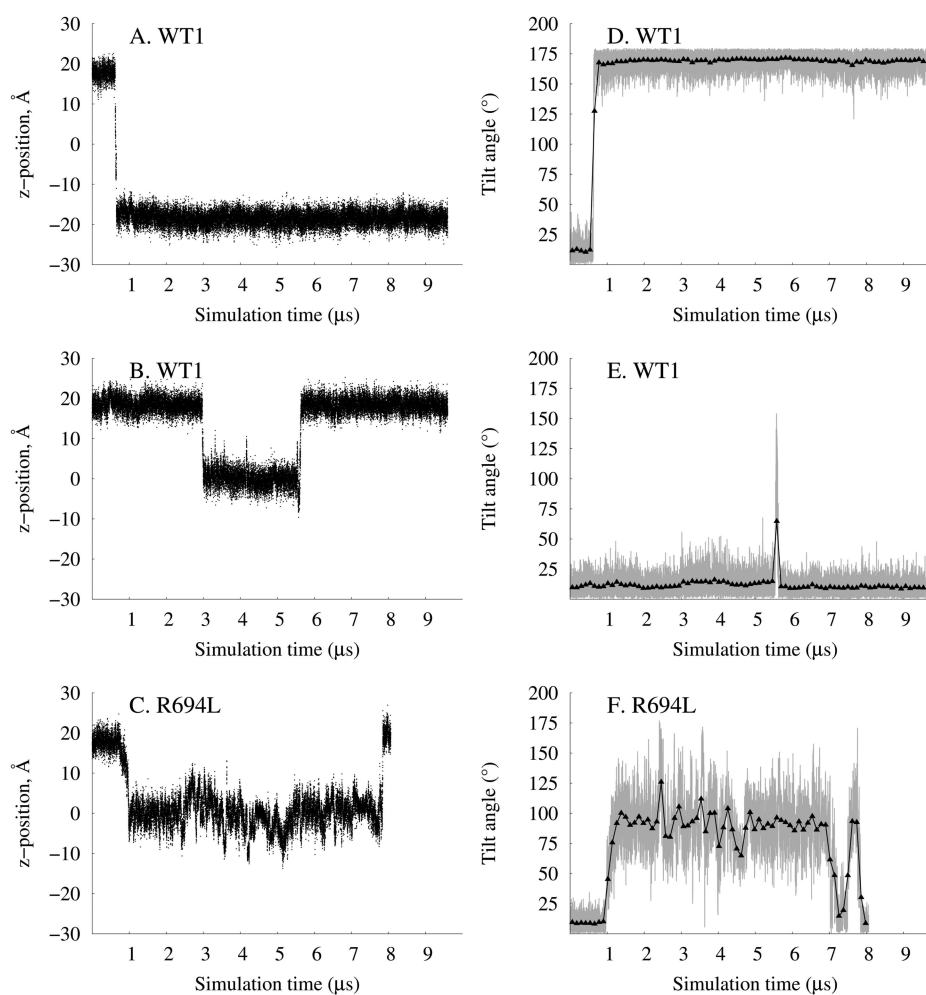 A. WT1
z−position, Å
30
20
10
0
−10
−20
−30
1 2 3 4 5 6 7 8 9
Simulation time (μs)
D. WT1
Tilt angle (°)
200
175
150
125
100
75
50
25
1 2 3 4 5 6 7 8 9
Simulation time (μs)
B. WT1
z−position, Å
30
20
10
0
−10
−20
−30
1 2 3 4 5 6 7 8 9
Simulation time (μs)
E. WT1
Tilt angle (°)
200
175
150
125
100
75
50
25
1 2 3 4 5 6 7 8 9
Simulation time (μs)
C. R694L
z−position, Å
30
20
10
0
−10
−20
−30
1 2 3 4 5 6 7 8 9
Simulation time (μs)
F. R694L
Tilt angle (°)
200
175
150
125
100
75
50
25
1 2 3 4 5 6 7 8 9
Simulation time (μs)